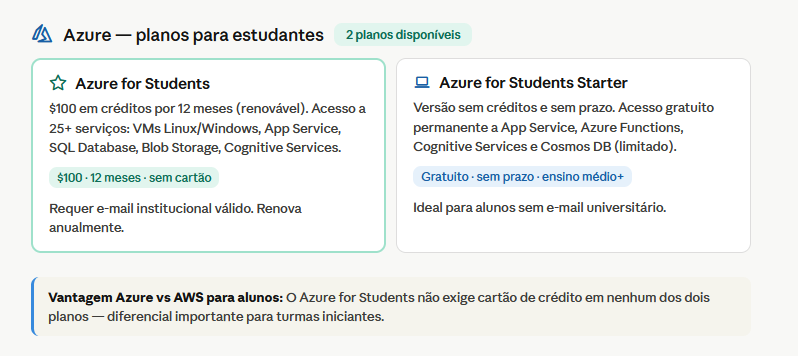 Azure — planos para estudantes
2 planos disponíveis
Azure for Students
$100 em créditos por 12 meses (renovável). Acesso a
25+ serviços: VMs Linux/Windows, App Service,
SQL Database, Blob Storage, Cognitive Services.
$100 · 12 meses · sem cartão
Requer e-mail institucional válido. Renova
anualmente.
Azure for Students Starter
Versão sem créditos e sem prazo. Acesso gratuito
permanente a App Service, Azure Functions,
Cognitive Services e Cosmos DB (limitado).
Gratuito · sem prazo · ensino médio+
Ideal para alunos sem e-mail universitário.
Vantagem Azure vs AWS para alunos: O Azure for Students não exige cartão de crédito em nenhum dos dois
planos — diferencial importante para turmas iniciantes.